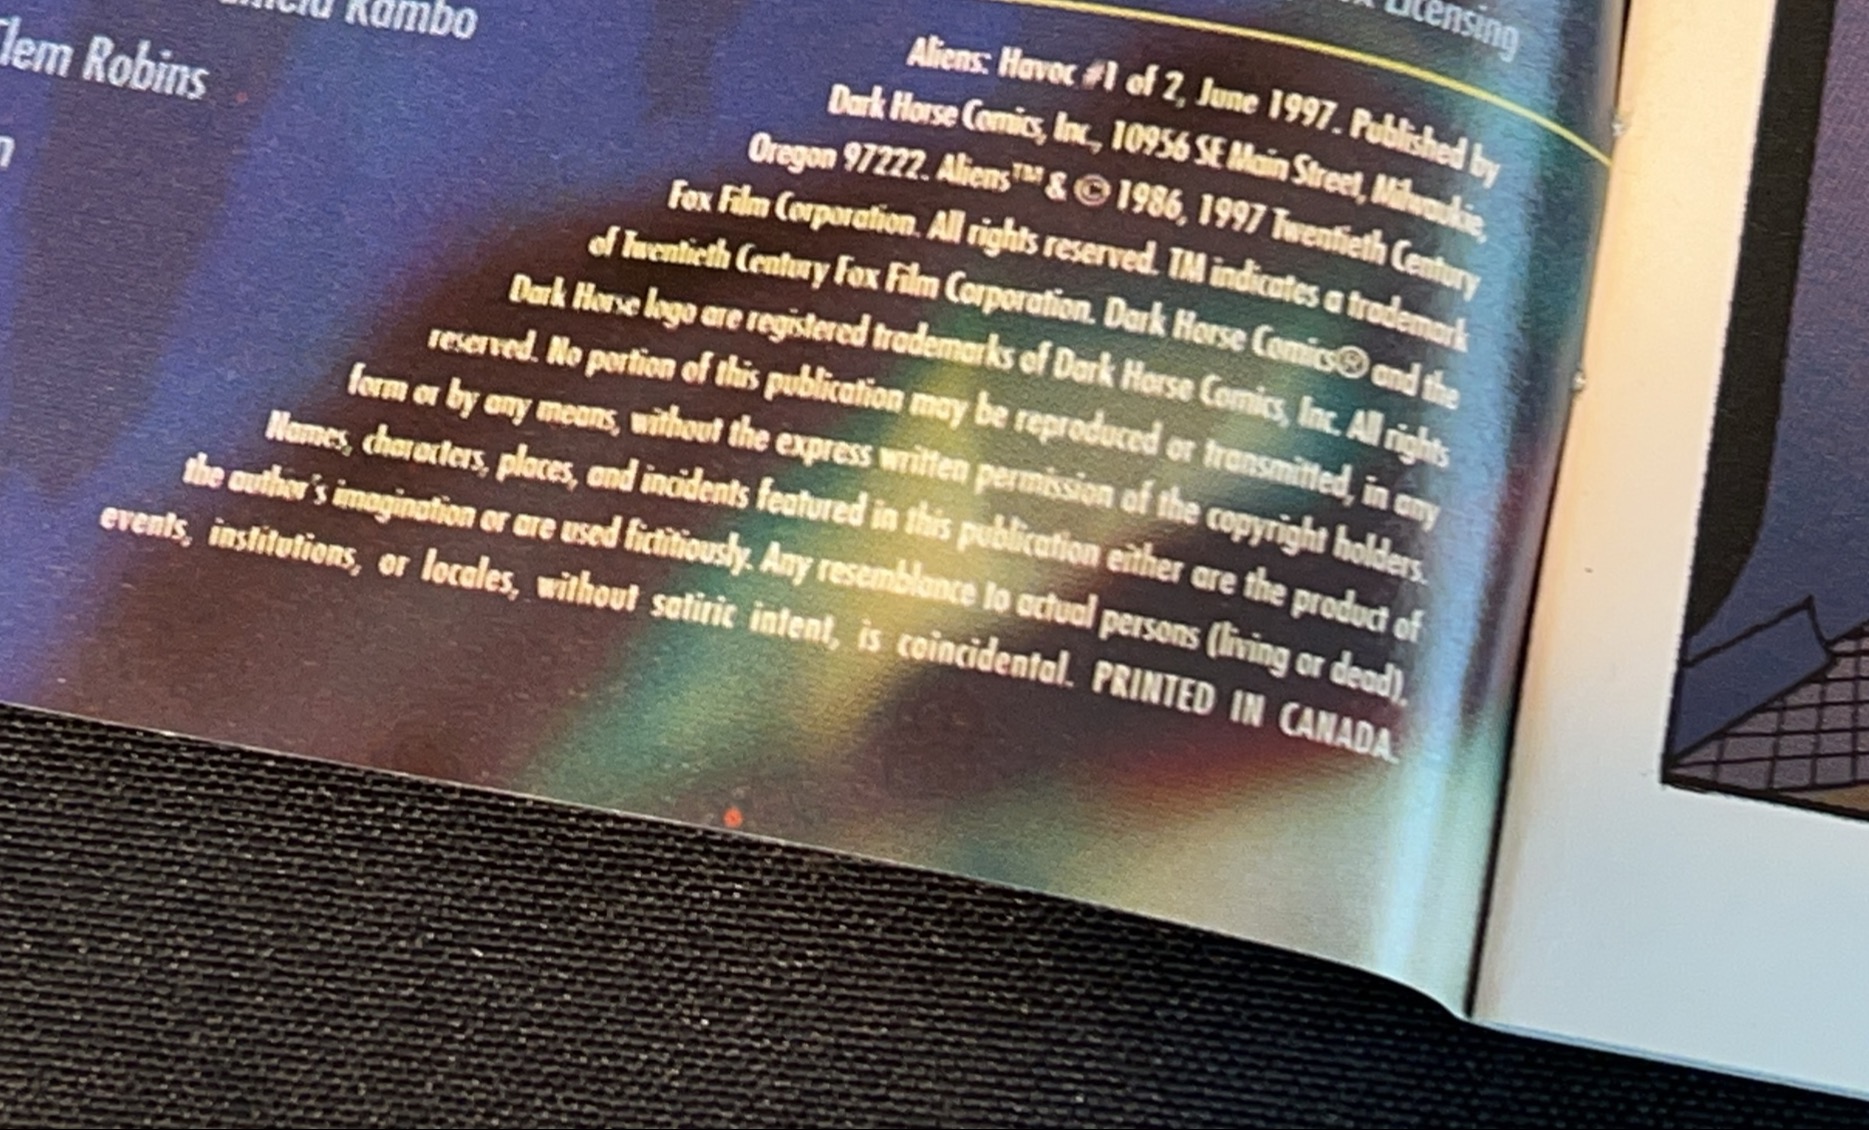 Rambo
Clem Robins
Licensing
Aliens: Havoc #1 of 2, June 1997. Published by
Dark Horse Comics, Inc., 10956 SE Main Street, Milwaukie,
Oregon 97222. Aliens™ & © 1986, 1997 Twentieth Century
Fox Film Corporation. All rights reserved. TM indicates a trademark
of Twentieth Century Fox Film Corporation. Dark Horse Comics® and the
Dark Horse logo are registered trademarks of Dark Horse Comics, Inc. All rights
reserved. No portion of this publication may be reproduced or transmitted, in any
form or by any means, without the express written permission of the copyright holders.
Names, characters, places, and incidents featured in this publication either are the product of
the author's imagination or are used fictitiously. Any resemblance to actual persons (living or dead),
events, institutions, or locales, without satiric intent, is coincidental. PRINTED IN CANADA.